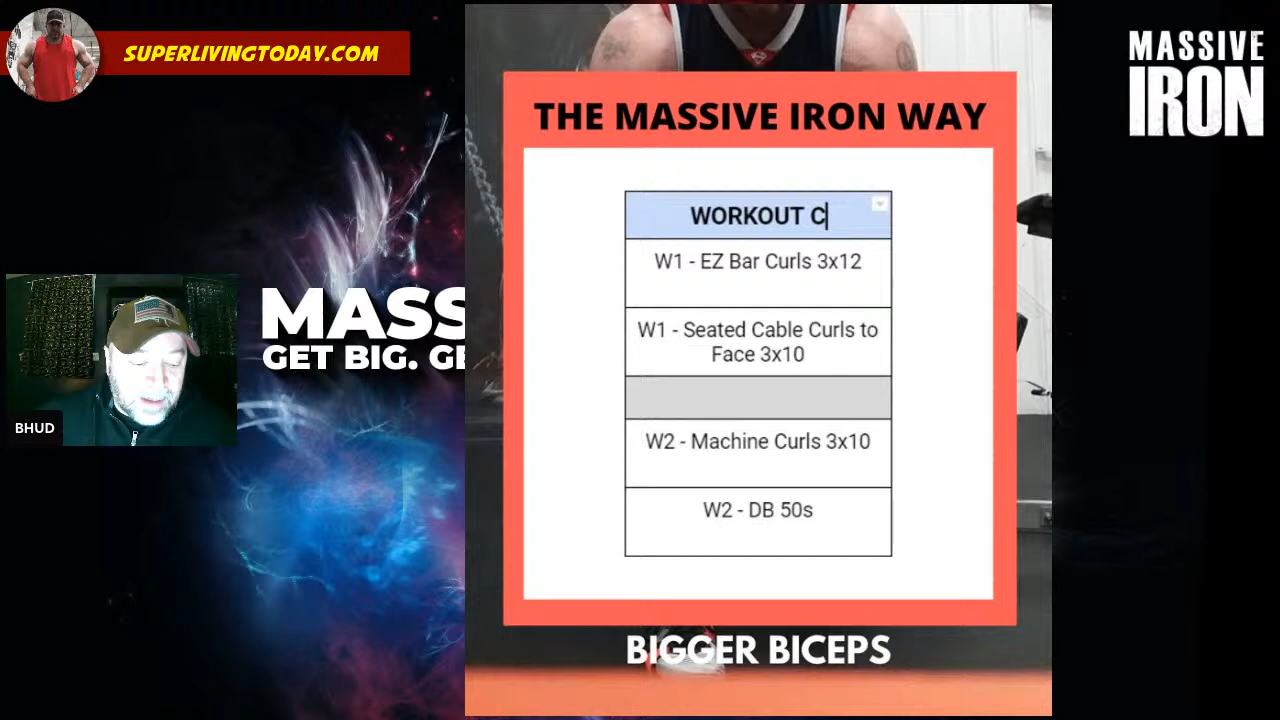 SUPERLIVINGTODAY.COM
MASSIVE
IRON
THE MASSIVE IRON WAY
WORKOUT C
W1 - EZ Bar Curls 3x12
W1 - Seated Cable Curls to
Face 3x10
W2 - Machine Curls 3x10
W2 - DB 50s
BIGGER BICEPS
MASS
GET BIG. GE
BHUD